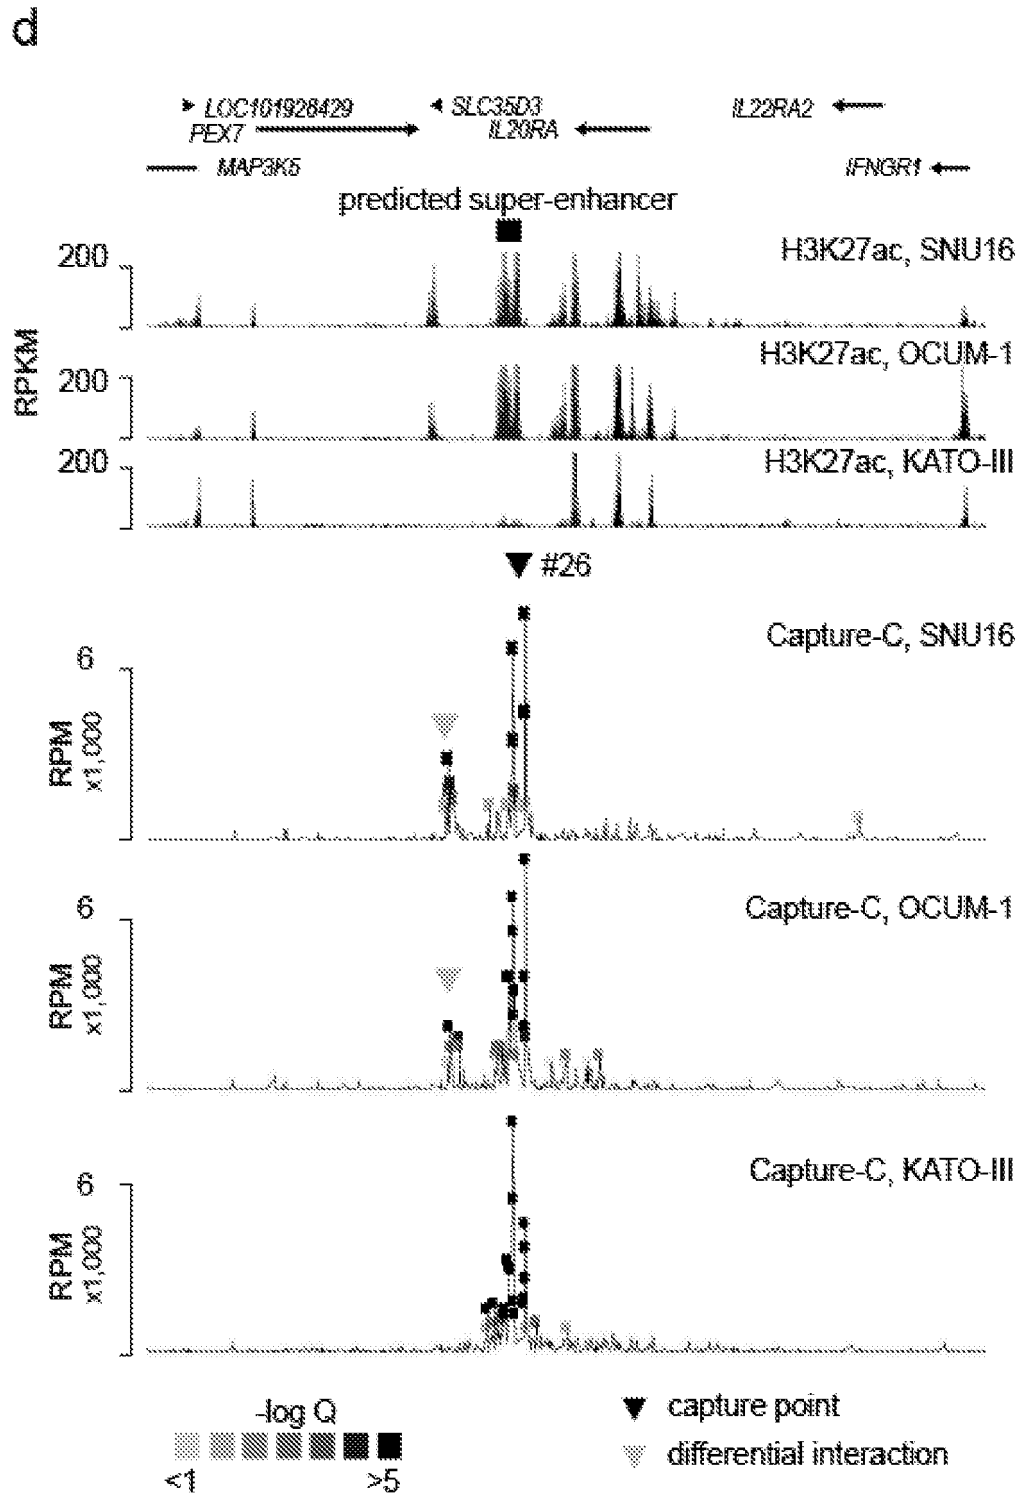 d
LOC101928429 SLC35D3 IL22RA2
PEX7 IL20RA
MAP3K5 IFNGR1
predicted super-enhancer
200 H3K27ac, SNU16
RPKM
200 H3K27ac, OCUM-1
200 H3K27ac, KATO-III
#26
6 Capture-C, SNU16
RPM
x1,000
6 Capture-C, OCUM-1
RPM
x1,000
6 Capture-C, KATO-III
RPM
x1,000
-log Q
capture point
differential interaction
<1 >5